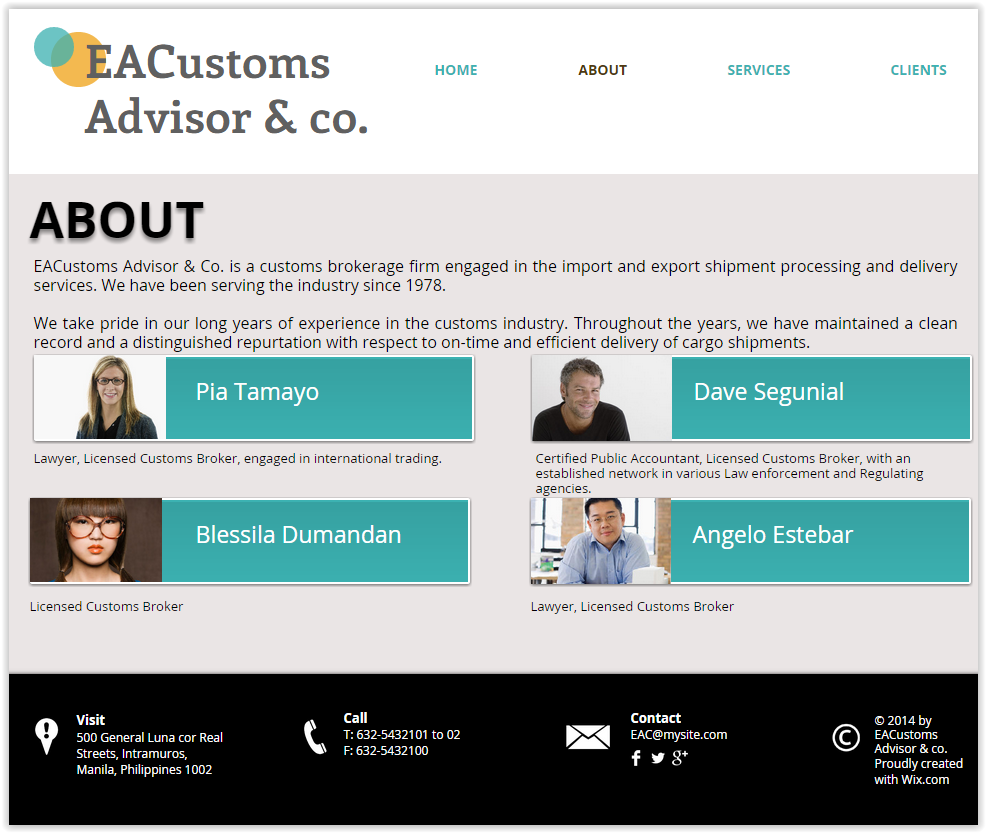 EACustoms
Advisor & co.
HOME
ABOUT
SERVICES
CLIENTS
ABOUT
EACustoms Advisor & Co. is a customs brokerage firm engaged in the import and export shipment processing and delivery
services. We have been serving the industry since 1978.
We take pride in our long years of experience in the customs industry. Throughout the years, we have maintained a clean
record and a distinguished repurtation with respect to on-time and efficient delivery of cargo shipments.
Pia Tamayo
Lawyer, Licensed Customs Broker, engaged in international trading.
Dave Segunial
Certified Public Accountant, Licensed Customs Broker, with an
established network in various Law enforcement and Regulating
agencies.
Blessila Dumandan
Licensed Customs Broker
Angelo Estebar
Lawyer, Licensed Customs Broker
Visit
500 General Luna cor Real
Streets, Intramuros,
Manila, Philippines 1002
Call
T: 632-5432101 to 02
F: 632-5432100
Contact
EAC@mysite.com
© 2014 by
EACustoms
Advisor & co.
Proudly created
with Wix.com